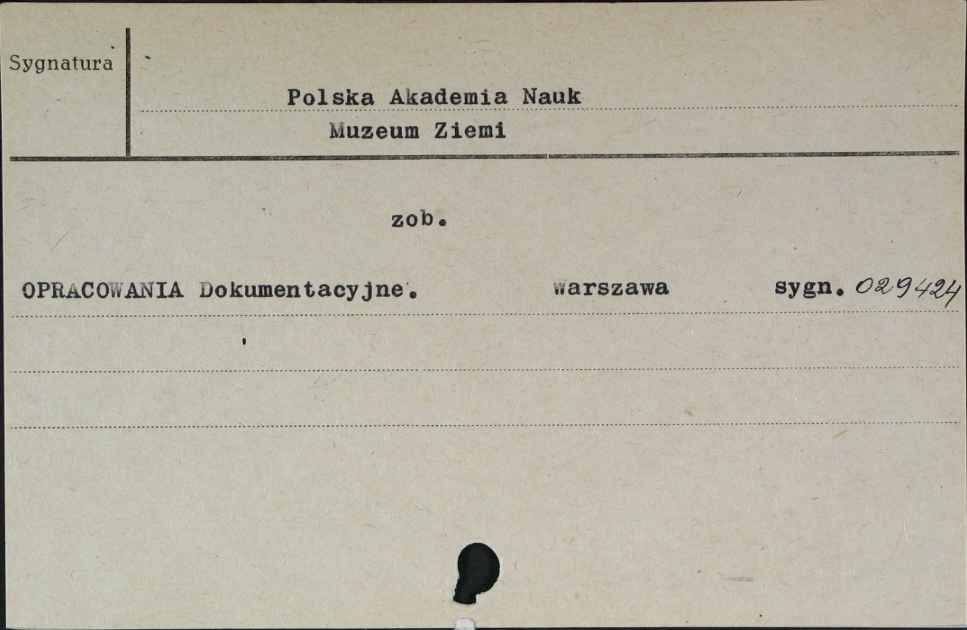 Sygnatura
Polska Akademia Nauk
Muzeum Ziemi
zob.
OPRACOWANIA Dokumentacyjne. Warszawa sygn. 029424